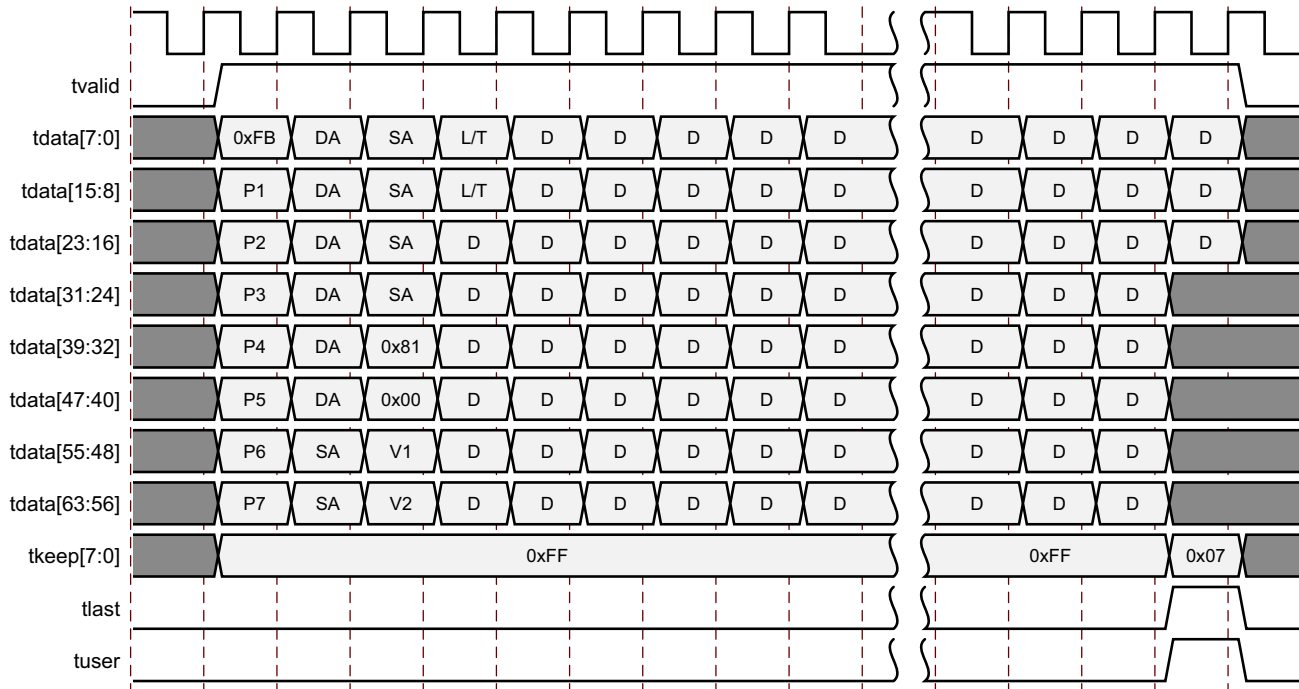 tvalid
tdata[7:0] 0xFB DA SA L/T D D D D D D D D D
tdata[15:8] P1 DA SA L/T D D D D D D D D D
tdata[23:16] P2 DA SA D D D D D D D D D D
tdata[31:24] P3 DA SA D D D D D D D D D
tdata[39:32] P4 DA 0x81 D D D D D D D D D
tdata[47:40] P5 DA 0x00 D D D D D D D D D
tdata[55:48] P6 SA V1 D D D D D D D D D
tdata[63:56] P7 SA V2 D D D D D D D D D
tkeep[7:0] 0xFF 0xFF 0x07
tlast
tuser